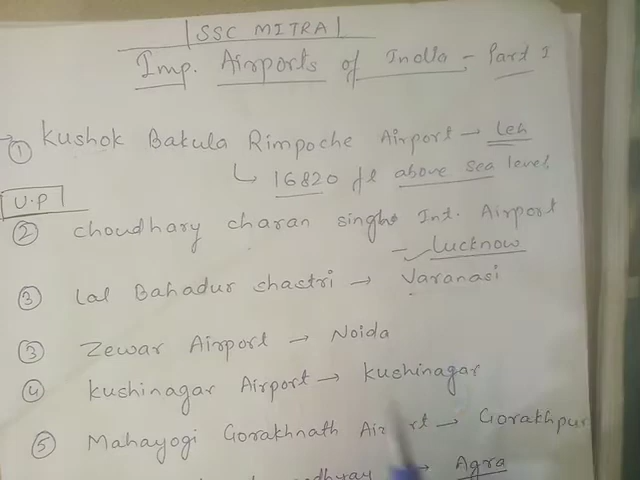 SSC MITRA
Imp. Airports of India - Part 1
① Kushok Bakula Rimpoche Airport → Leh
↳ 16820 ft above sea level
U.P
② Choudhary Charan Singh Int. Airport
- Lucknow
③ Lal Bahadur Shastri → Varanasi
③ Zewar Airport → Noida
④ Kushinagar Airport → Kushinagar
⑤ Mahayogi Gorakhnath Air t → Gorakhpur
→ Agra